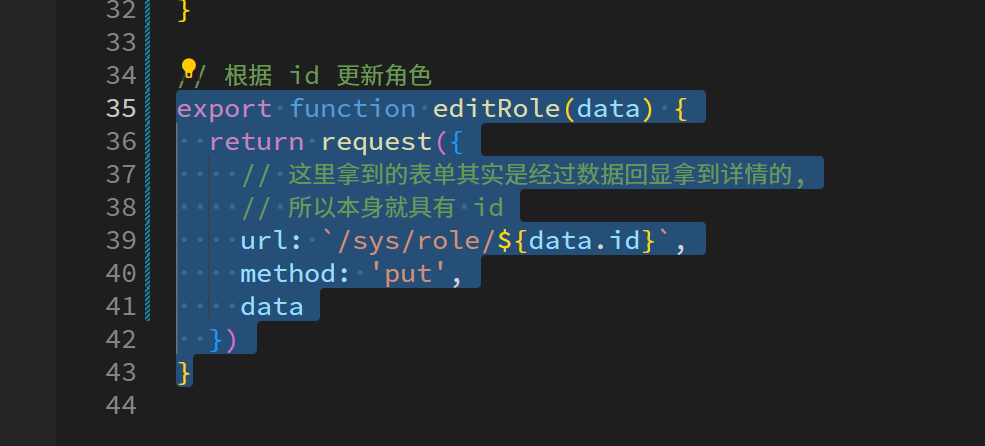 32 }
33
34 // 根据 id 更新角色
35 export function editRole(data) {
36   return request({
37     // 这里拿到的表单其实是经过数据回显拿到详情的,
38     // 所以本身就具有 id
39     url: `/sys/role/${data.id}`,
40     method: 'put',
41     data
42   })
43 }
44